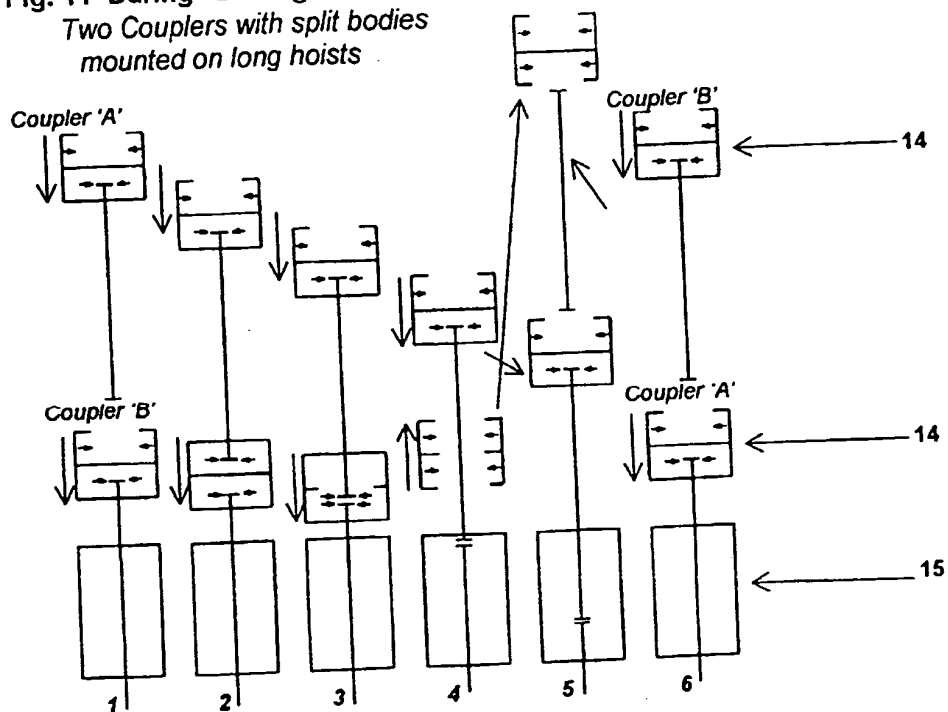 Two Couplers with split bodies
mounted on long hoists
Coupler 'A'
Coupler 'B'
14
Coupler 'B'
Coupler 'A'
14
15
1 2 3 4 5 6